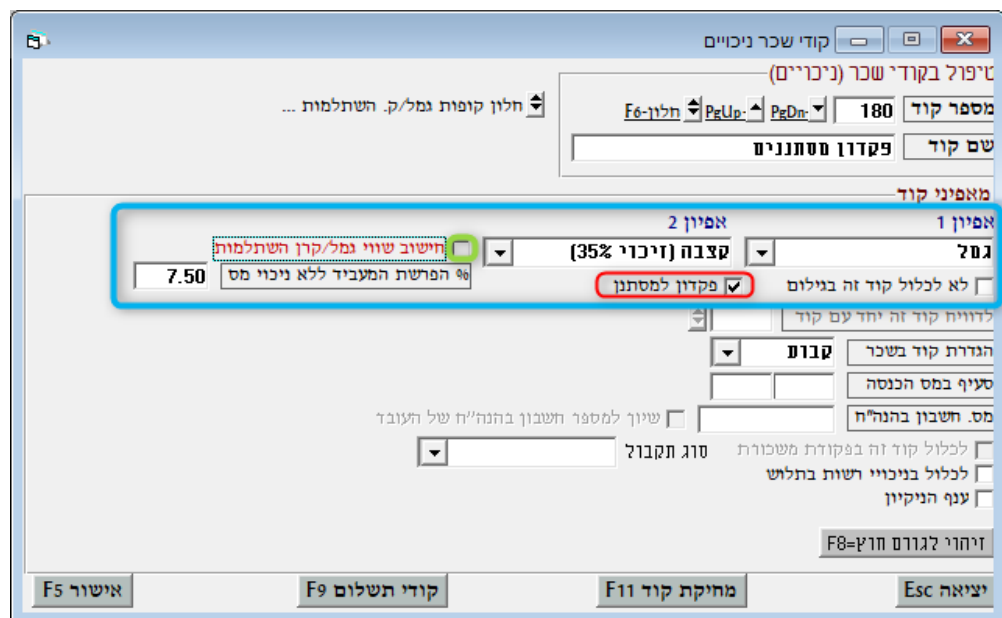 קודי שכר ניכויים
טיפול בקודי שכר (ניכויים)
מספר קוד 180 PgDn- PgUp- חלון-F6 חלון קופות גמל/ק. השתלמות ...
שם קוד פקדון מסתננים
מאפיני קוד
אפיון 1 אפיון 2
גמל קצבה (זיכוי 35%) חישוב שווי גמל/קרן השתלמות
לא לכלול קוד זה בגילום פקדון למסתנן % הפרשת המעביד ללא ניכוי מס 7.50
לדווח קוד זה יחד עם קוד
הגדרת קוד בשכר קבוע
סעיף במס הכנסה
מס. חשבון בהנה"ח שיוך למספר חשבון בהנה"ח של העובד
לכלול קוד זה בפקודת משכורת סוג תקבול
לכלול בניכויי רשות בתלוש
ענף הניקיון
זיהוי לגורם חוץ=F8
יציאה Esc מחיקת קוד F11 קודי תשלום F9 אישור F5